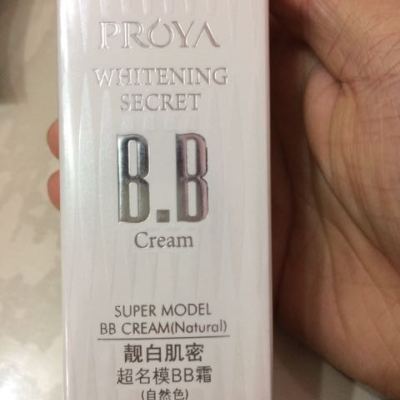 PRŌYA
WHITENING
SECRET
B.B
Cream
SUPER MODEL
BB CREAM(Natural)
靓白肌密
超名模BB霜
(自然色)